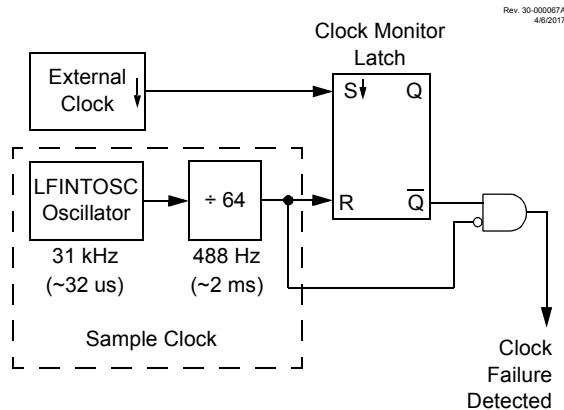 Rev. 30-000067A
4/6/2017
Clock Monitor
Latch
External
Clock
S
Q
LFINTOSC
Oscillator
÷ 64
R
Q
31 kHz
(~32 us)
488 Hz
(~2 ms)
Sample Clock
Clock
Failure
Detected